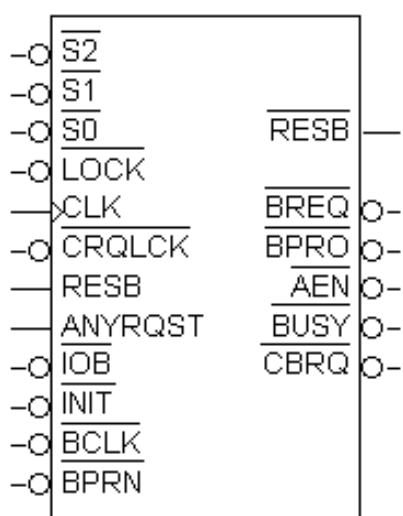 S2
S1
S0 RESB
LOCK
CLK BREQ
CRQLCK BPRO
RESB AEN
ANYRQST BUSY
IOB CBRQ
INIT
BCLK
BPRN